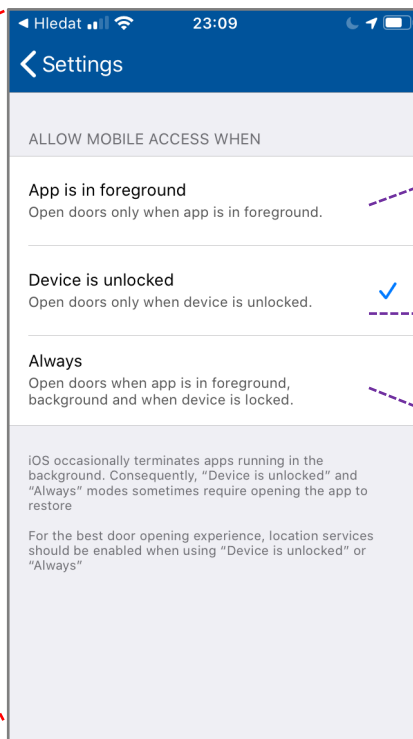 Hledat 23:09
Settings
ALLOW MOBILE ACCESS WHEN
App is in foreground
Open doors only when app is in foreground.
Device is unlocked
Open doors only when device is unlocked.
Always
Open doors when app is in foreground,
background and when device is locked.
iOS occasionally terminates apps running in the
background. Consequently, “Device is unlocked” and
“Always” modes sometimes require opening the app to
restore
For the best door opening experience, location services
should be enabled when using “Device is unlocked” or
“Always”